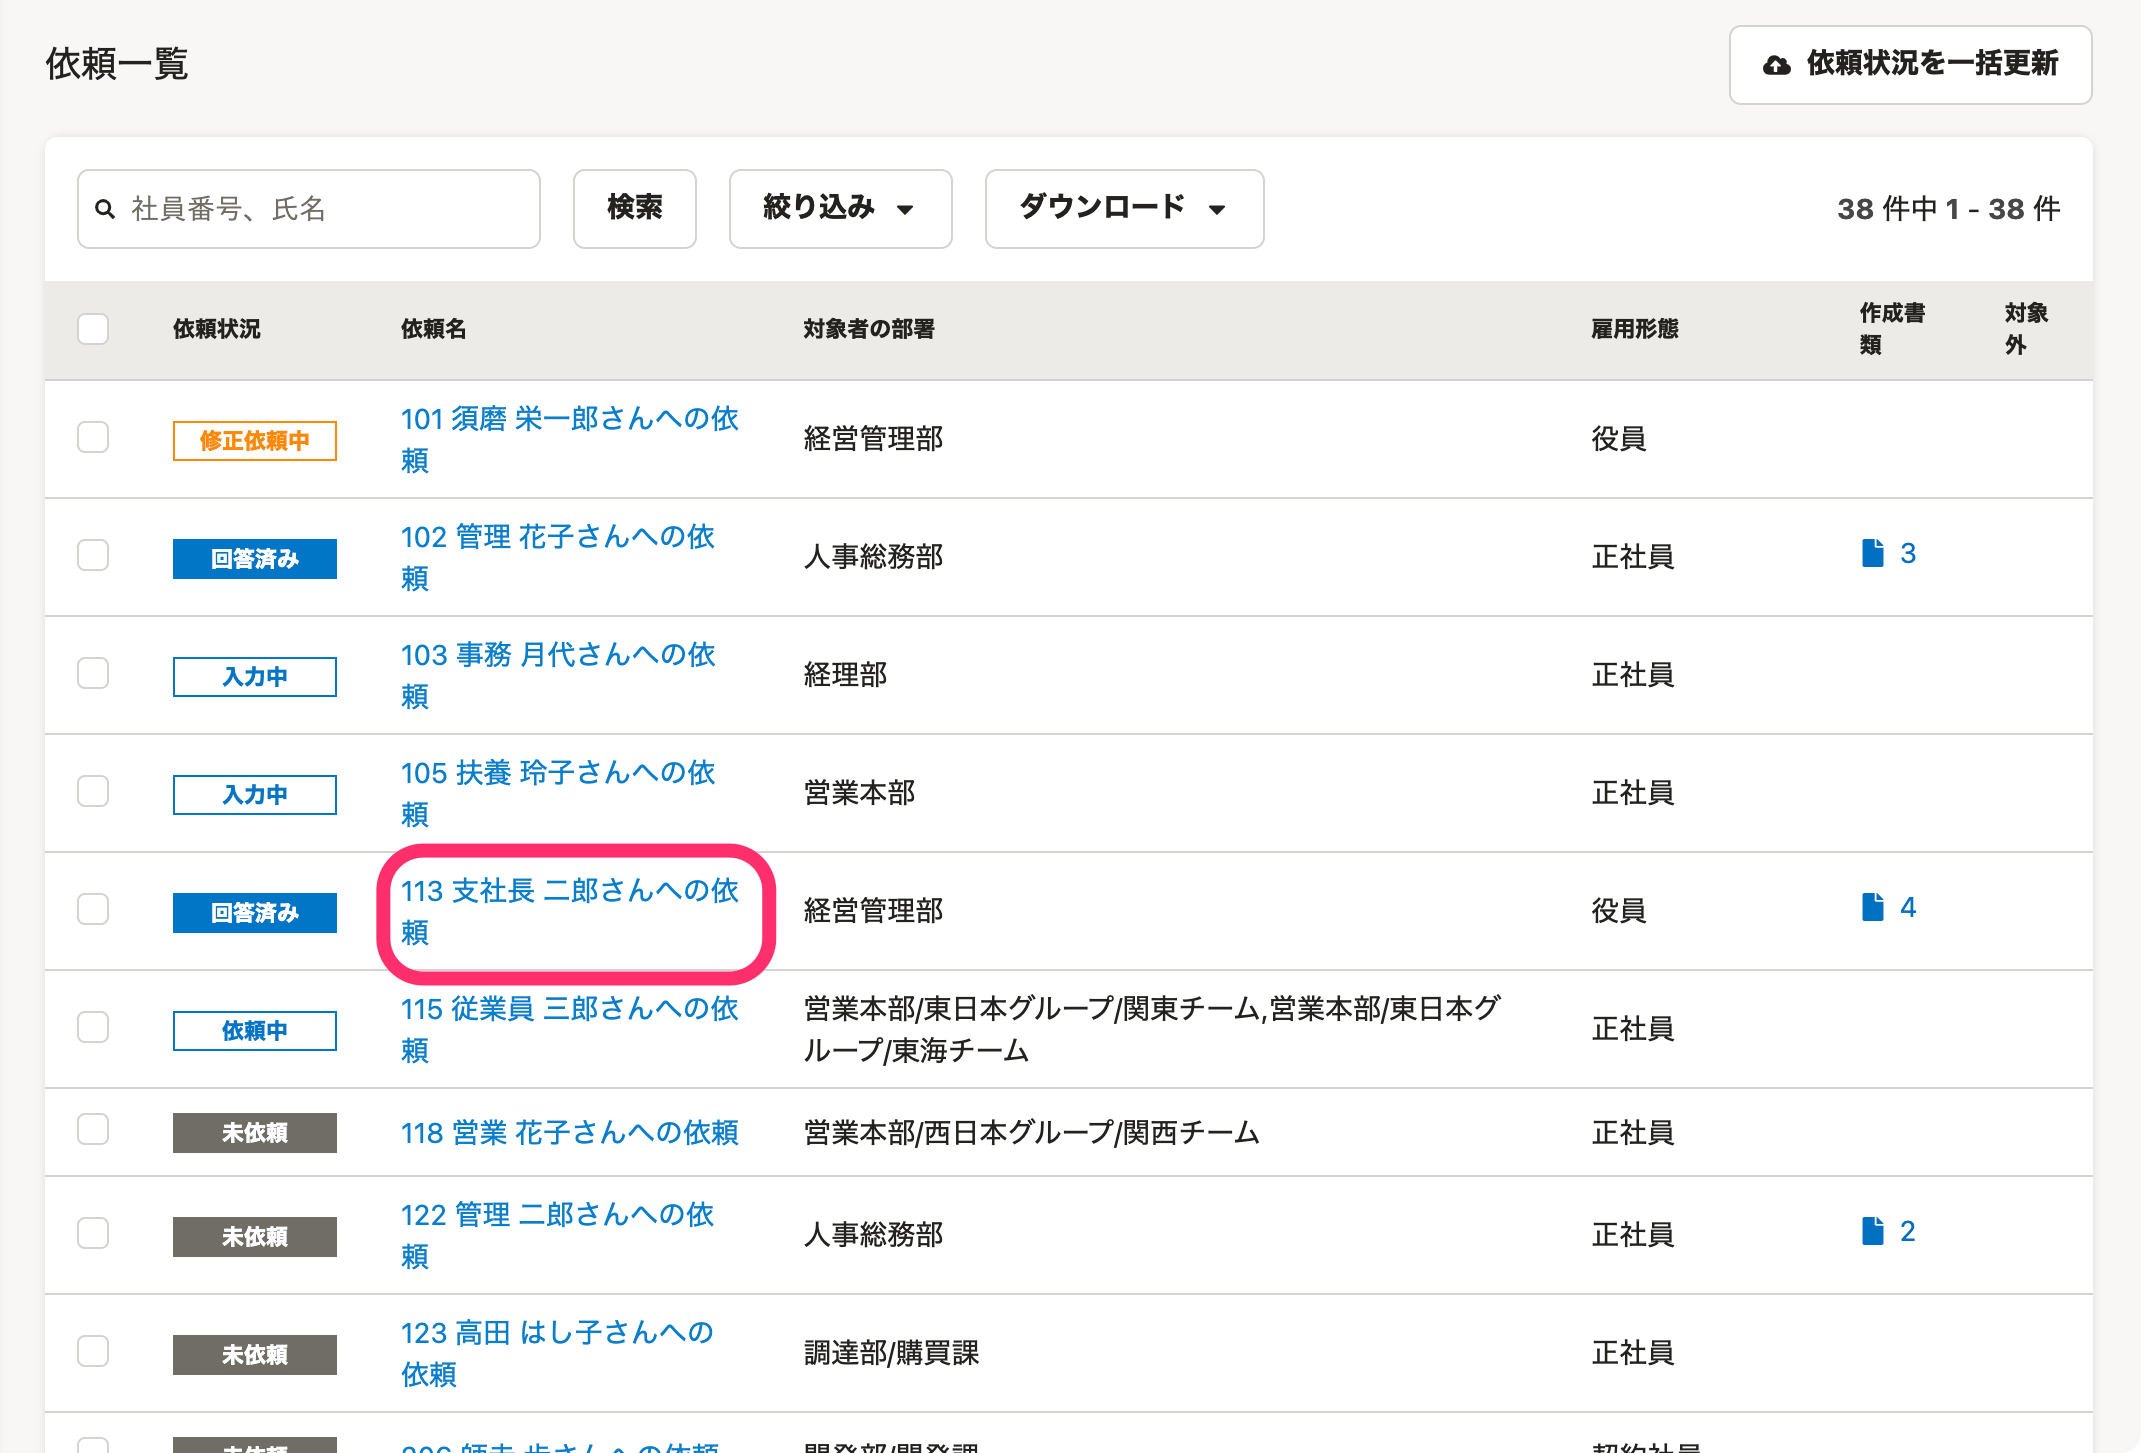 依頼一覧
依頼状況を一括更新
社員番号、氏名
検索
絞り込み
ダウンロード
38 件中 1 - 38 件
依頼状況
依頼名
対象者の部署
雇用形態
作成書
類
対象
外
修正依頼中
101 須磨 栄一郎さんへの依
頼
経営管理部
役員
回答済み
102 管理 花子さんへの依
頼
人事総務部
正社員
3
入力中
103 事務 月代さんへの依
頼
経理部
正社員
入力中
105 扶養 玲子さんへの依
頼
営業本部
正社員
回答済み
113 支社長 二郎さんへの依
頼
経営管理部
役員
4
依頼中
115 従業員 三郎さんへの依
頼
営業本部/東日本グループ/関東チーム,営業本部/東日本グ
ループ/東海チーム
正社員
未依頼
118 営業 花子さんへの依頼
営業本部/西日本グループ/関西チーム
正社員
未依頼
122 管理 二郎さんへの依
頼
人事総務部
正社員
2
未依頼
123 高田 はし子さんへの
依頼
調達部/購買課
正社員
未依頼